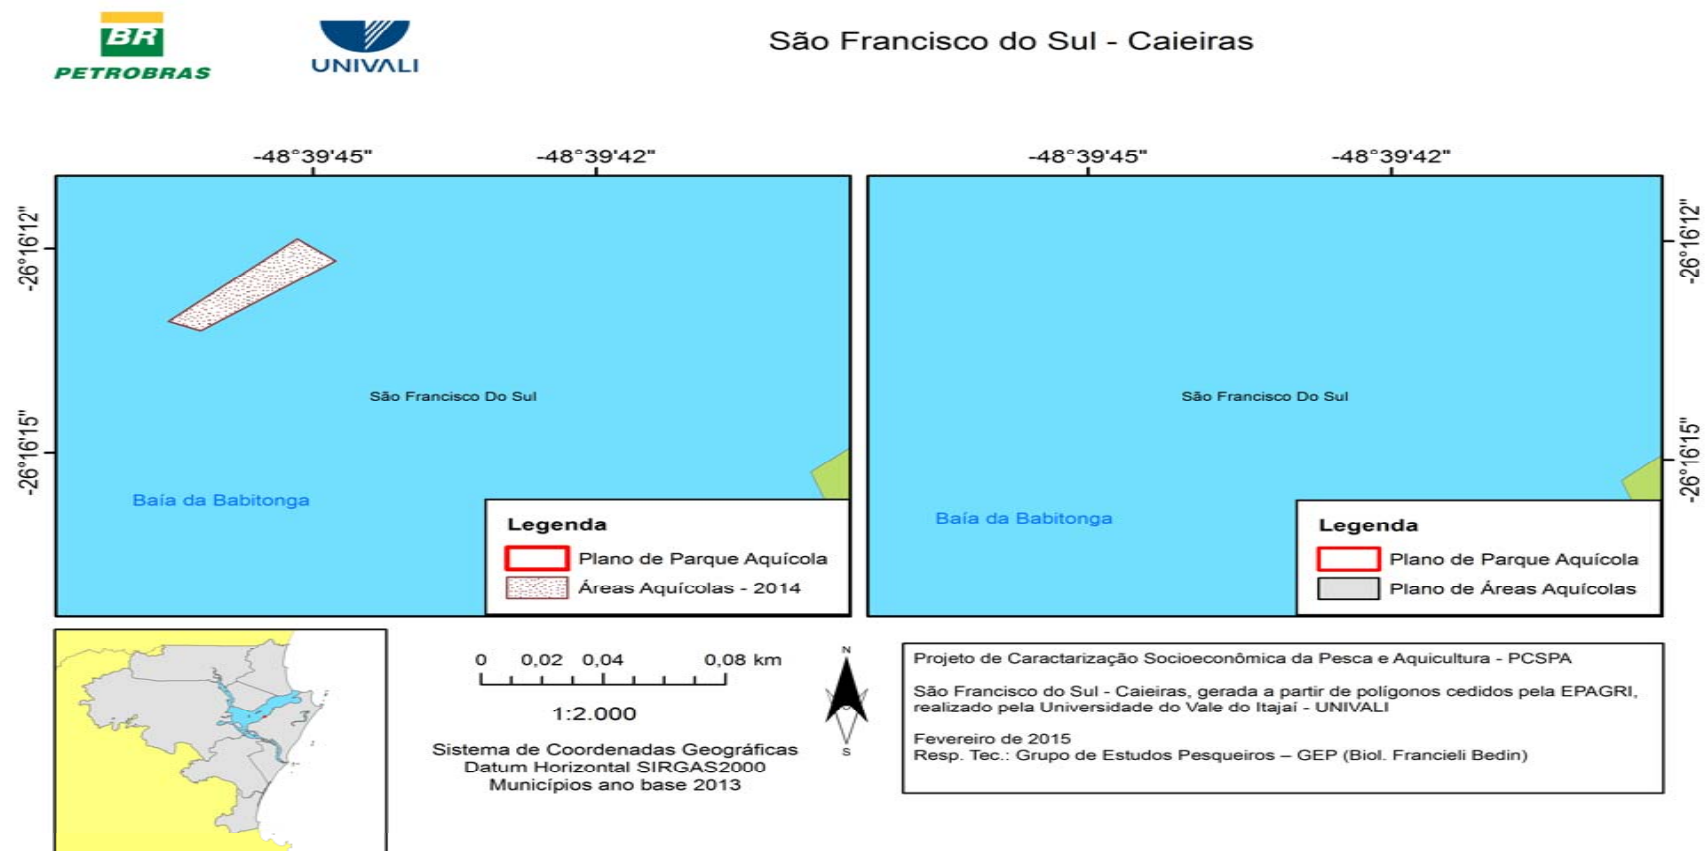 BR
PETROBRAS
UNIVALI
São Francisco do Sul - Caieiras
-48°39'45"
-48°39'42"
-48°39'45"
-48°39'42"
-26°16'12"
-26°16'15"
São Francisco Do Sul
Baía da Babitonga
Legenda
Plano de Parque Aquícola
Áreas Aquícolas - 2014
São Francisco Do Sul
Baía da Babitonga
Legenda
Plano de Parque Aquícola
Plano de Áreas Aquícolas
-26°16'12"
-26°16'15"
0 0,02 0,04 0,08 km
1:2.000
Sistema de Coordenadas Geográficas
Datum Horizontal SIRGAS2000
Municípios ano base 2013
N
S
Projeto de Caractarização Socioeconômica da Pesca e Aquicultura - PCSPA
São Francisco do Sul - Caieiras, gerada a partir de polígonos cedidos pela EPAGRI,
realizado pela Universidade do Vale do Itajaí - UNIVALI
Fevereiro de 2015
Resp. Tec.: Grupo de Estudos Pesqueiros – GEP (Biol. Francieli Bedin)